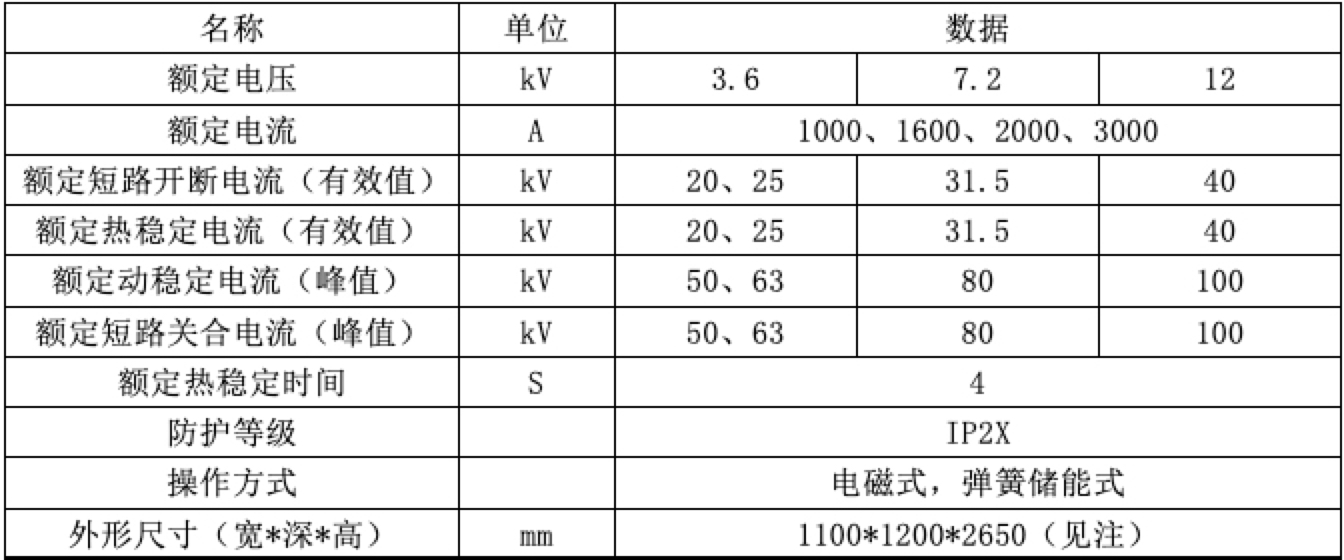 名称 单位 数据
额定电压 kV 3.6 7.2 12
额定电流 A 1000、1600、2000、3000
额定短路开断电流（有效值） kV 20、25 31.5 40
额定热稳定电流（有效值） kV 20、25 31.5 40
额定动稳定电流（峰值） kV 50、63 80 100
额定短路关合电流（峰值） kV 50、63 80 100
额定热稳定时间 S 4
防护等级 IP2X
操作方式 电磁式，弹簧储能式
外形尺寸（宽*深*高） mm 1100*1200*2650（见注）